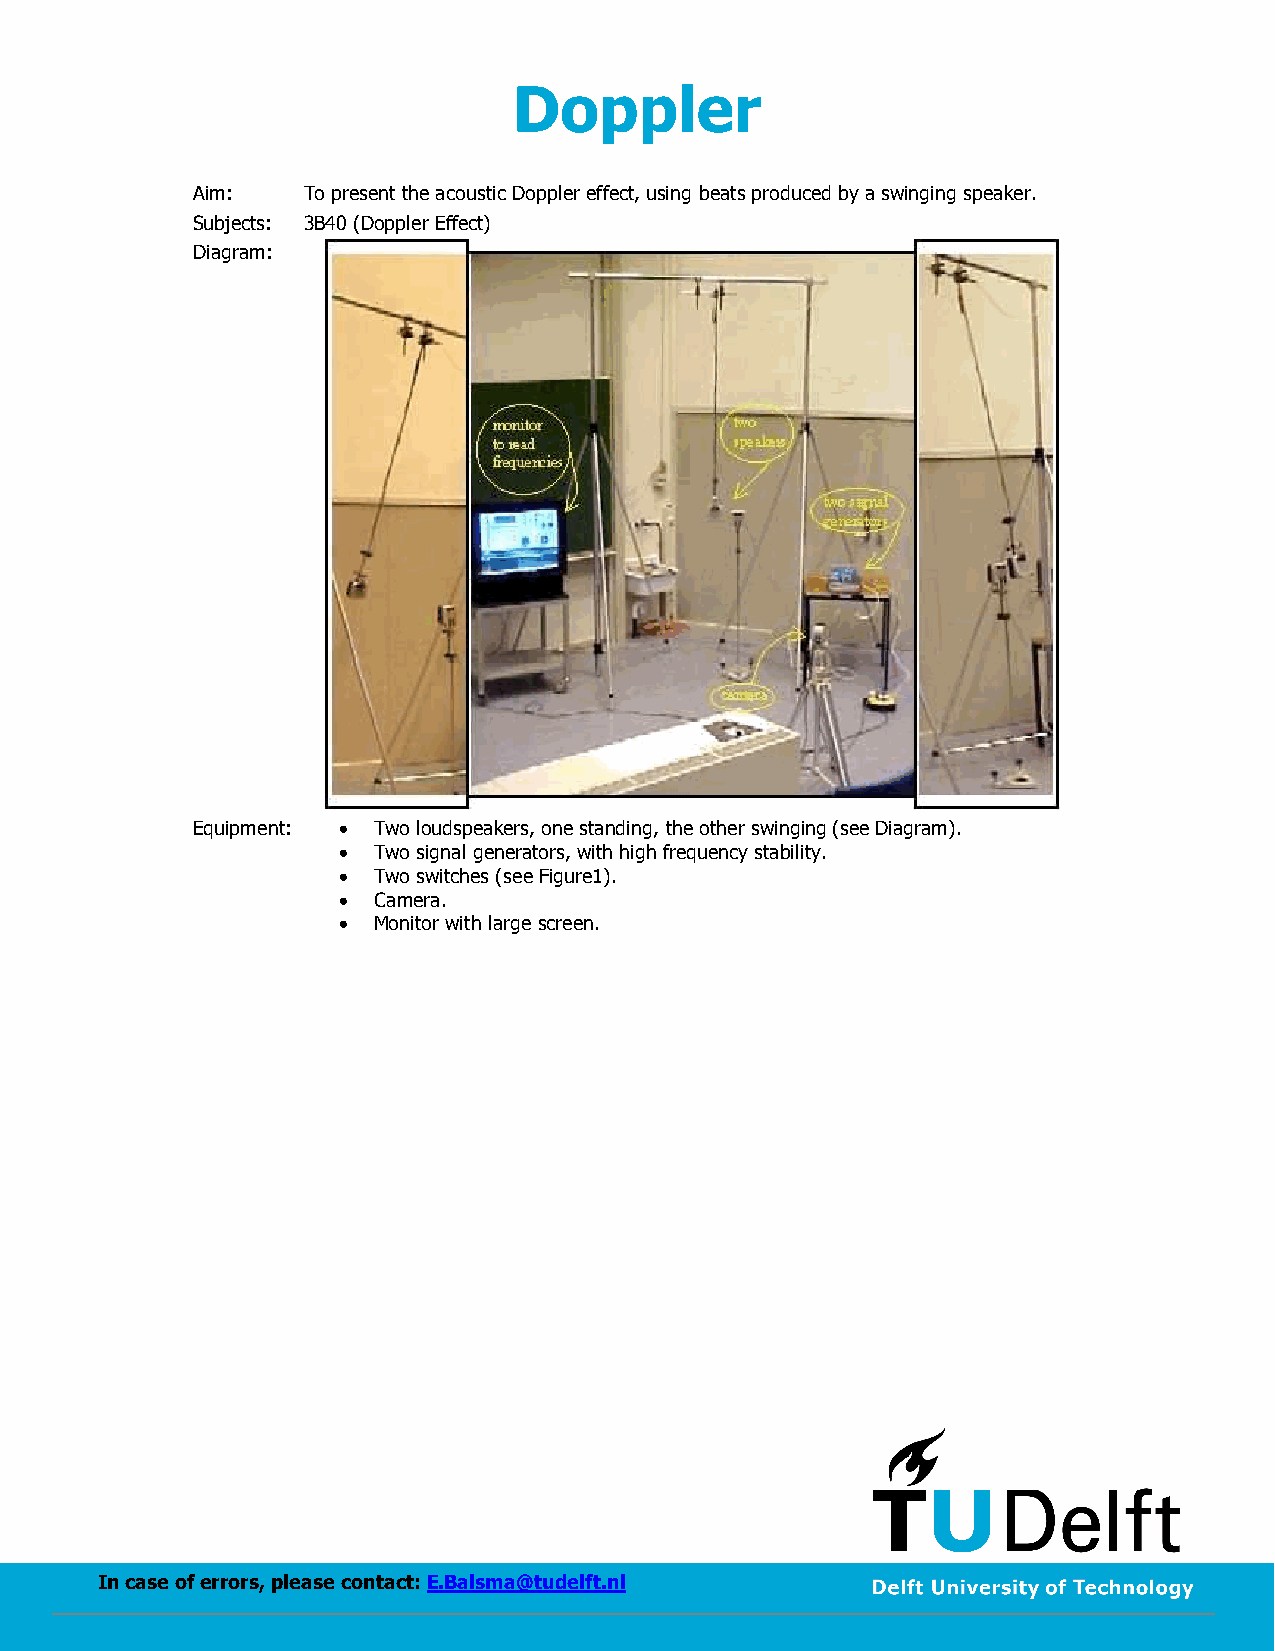 Doppler
Aim: To present the acoustic Doppler effect, using beats produced by a swinging speaker.
Subjects: 3B40 (Doppler Effect)
Diagram:
monitor
to read
frequencies
two
speakers
two signal
generators
camera
Equipment: • Two loudspeakers, one standing, the other swinging (see Diagram).
• Two signal generators, with high frequency stability.
• Two switches (see Figure1).
• Camera.
• Monitor with large screen.
TUDelft
In case of errors, please contact: E.Balsma@tudelft.nl
Delft University of Technology